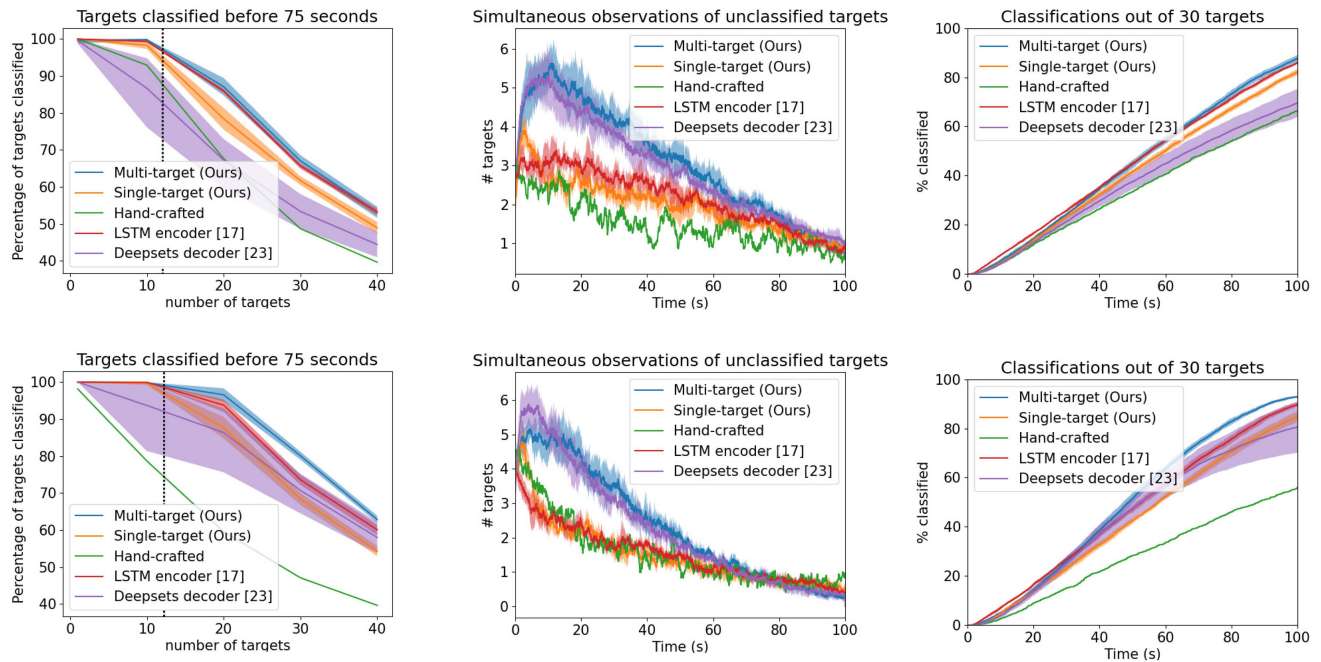 Targets classified before 75 seconds
Percentage of targets classified
100
90
80
70
60
50
40
Multi-target (Ours)
Single-target (Ours)
Hand-crafted
LSTM encoder [17]
Deepsets decoder [23]
0 10 20 30 40
number of targets
Simultaneous observations of unclassified targets
# targets
6
5
4
3
2
1
Multi-target (Ours)
Single-target (Ours)
Hand-crafted
LSTM encoder [17]
Deepsets decoder [23]
0 20 40 60 80 100
Time (s)
Classifications out of 30 targets
% classified
100
80
60
40
20
0
Multi-target (Ours)
Single-target (Ours)
Hand-crafted
LSTM encoder [17]
Deepsets decoder [23]
0 20 40 60 80 100
Time (s)
Targets classified before 75 seconds
Percentage of targets classified
100
90
80
70
60
50
40
Multi-target (Ours)
Single-target (Ours)
Hand-crafted
LSTM encoder [17]
Deepsets decoder [23]
0 10 20 30 40
number of targets
Simultaneous observations of unclassified targets
# targets
6
5
4
3
2
1
0
Multi-target (Ours)
Single-target (Ours)
Hand-crafted
LSTM encoder [17]
Deepsets decoder [23]
0 20 40 60 80 100
Time (s)
Classifications out of 30 targets
% classified
100
80
60
40
20
0
Multi-target (Ours)
Single-target (Ours)
Hand-crafted
LSTM encoder [17]
Deepsets decoder [23]
0 20 40 60 80 100
Time (s)